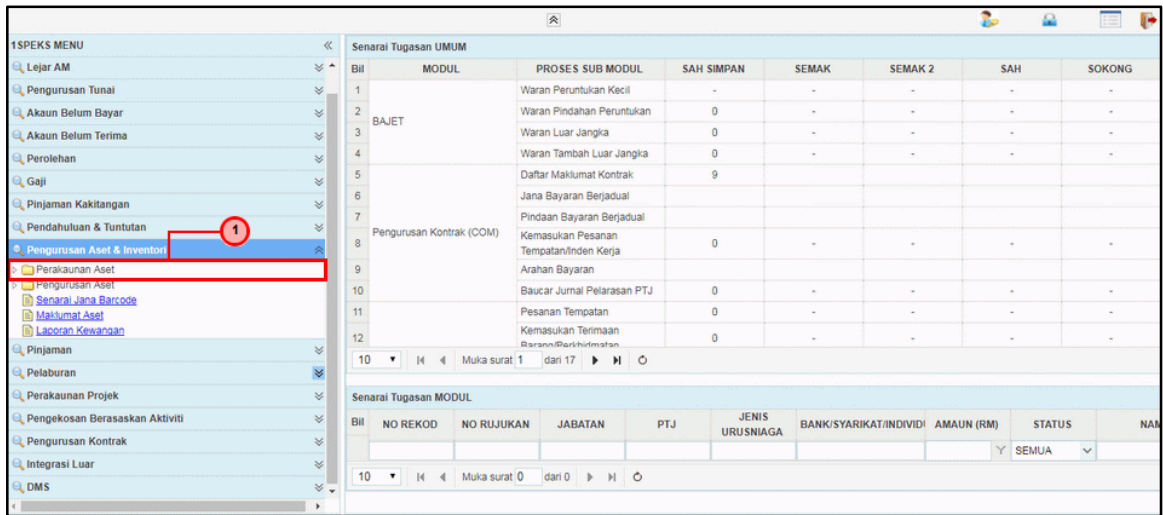 1SPEKS MENU
Lejar AM
Pengurusan Tunai
Akaun Belum Bayar
Akaun Belum Terima
Perolehan
Gaji
Pinjaman Kakitangan
Pendahuluan & Tuntutan
1
Pengurusan Aset & Inventori
Perakaunan Aset
Pengurusan Aset
Senarai Jana Barcode
Maklumat Aset
Laporan Kewangan
Pinjaman
Pelaburan
Perakaunan Projek
Pengekosan Berasaskan Aktiviti
Pengurusan Kontrak
Integrasi Luar
DMS
Senarai Tugasan UMUM
Bil MODUL PROSES SUB MODUL SAH SIMPAN SEMAK SEMAK 2 SAH SOKONG
1 Waran Peruntukan Kecil - - - - -
2 BAJET Waran Pindahan Peruntukan 0 - - - -
3 Waran Luar Jangka 0 - - - -
4 Waran Tambah Luar Jangka 0 - - - -
5 Daftar Maklumat Kontrak 9
6 Jana Bayaran Berjadual
7 Pindaan Bayaran Berjadual
Pengurusan Kontrak (COM)
8 Kemasukan Pesanan
Tempatan/Inden Kerja 0 - - - -
9 Arahan Bayaran
10 Baucar Jurnal Pelarasan PTJ 0 - - - -
11 Pesanan Tempatan 0 - - - -
12 Kemasukan Terimaan
Barang/Perkhidmatan 0 - - - -
10 Muka surat 1 dari 17
Senarai Tugasan MODUL
Bil NO REKOD NO RUJUKAN JABATAN PTJ JENIS
URUSNIAGA BANK/SYARIKAT/INDIVID AMAUN (RM) STATUS NAM
SEMUA
10 Muka surat 0 dari 0